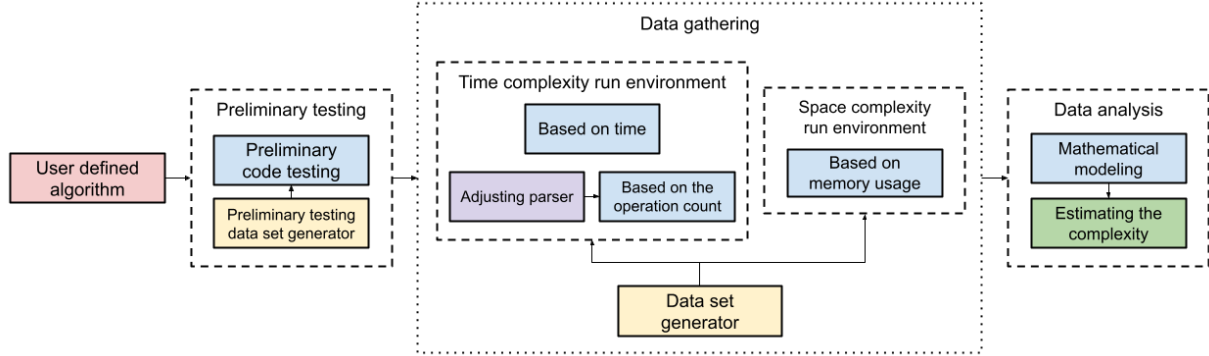 User defined
algorithm
Preliminary testing
Preliminary
code testing
Preliminary testing
data set generator
Data gathering
Time complexity run environment
Based on time
Adjusting parser
Based on the
operation count
Space complexity
run environment
Based on
memory usage
Data set
generator
Data analysis
Mathematical
modeling
Estimating the
complexity